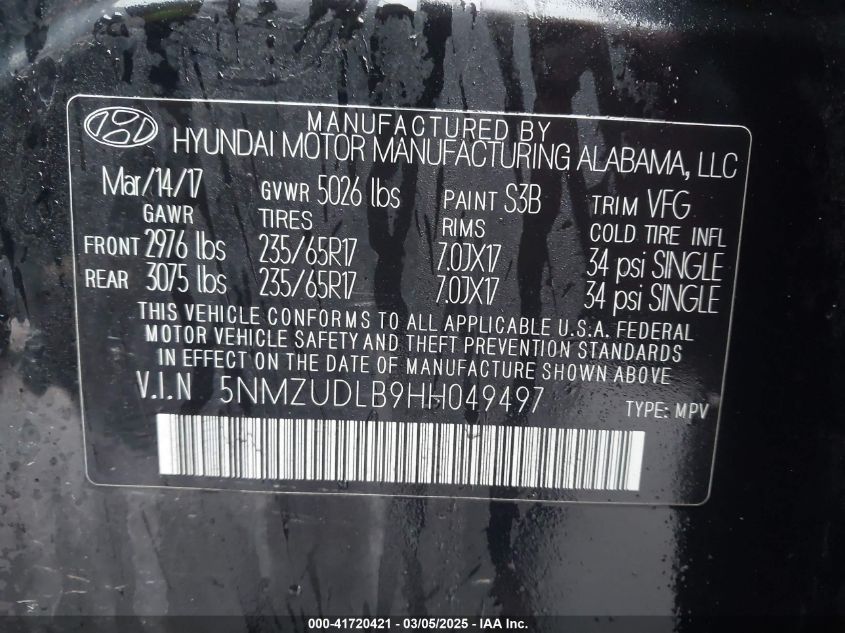 MANUFACTURED BY
HYUNDAI MOTOR MANUFACTURING ALABAMA, LLC
Mar/14/17 GVWR 5026 lbs PAINT S3B TRIM VFG
GAWR TIRES RIMS COLD TIRE INFL
FRONT 2976 lbs 235/65R17 7.0JX17 34 psi SINGLE
REAR 3075 lbs 235/65R17 7.0JX17 34 psi SINGLE
THIS VEHICLE CONFORMS TO ALL APPLICABLE U.S.A. FEDERAL
MOTOR VEHICLE SAFETY AND THEFT PREVENTION STANDARDS
IN EFFECT ON THE DATE OF MANUFACTURE SHOWN ABOVE.
V.I.N 5NMZUDLB9HH049497 TYPE: MPV
000-41720421 - 03/05/2025 - IAA Inc.